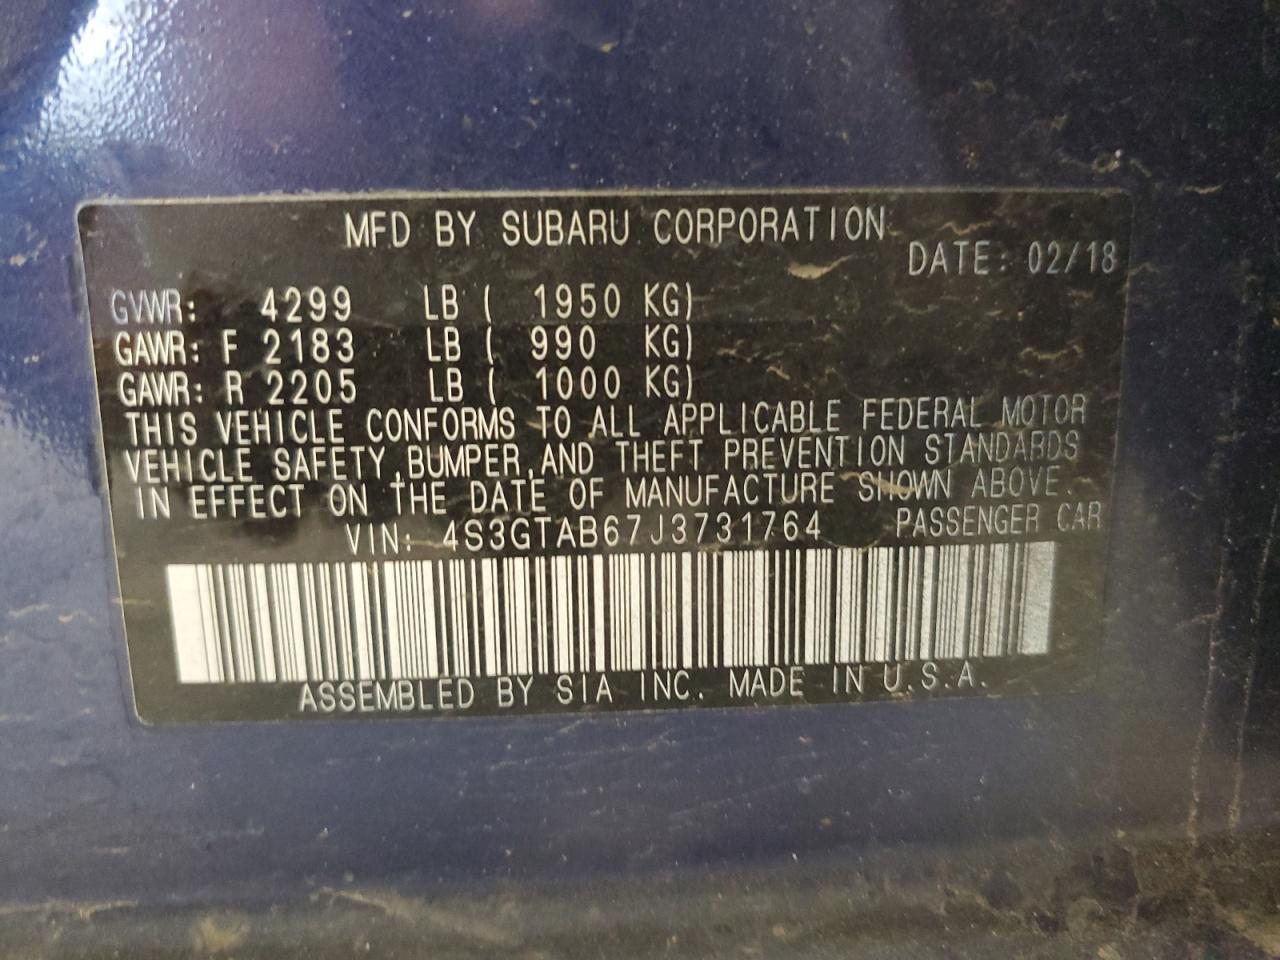 MFD BY SUBARU CORPORATION
DATE: 02/18
GVWR: 4299 LB ( 1950 KG)
GAWR: F 2183 LB ( 990 KG)
GAWR: R 2205 LB ( 1000 KG)
THIS VEHICLE CONFORMS TO ALL APPLICABLE FEDERAL MOTOR
VEHICLE SAFETY,BUMPER,AND THEFT PREVENTION STANDARDS
IN EFFECT ON THE DATE OF MANUFACTURE SHOWN ABOVE.
VIN: 4S3GTAB67J3731764 PASSENGER CAR
ASSEMBLED BY SIA INC. MADE IN U.S.A.